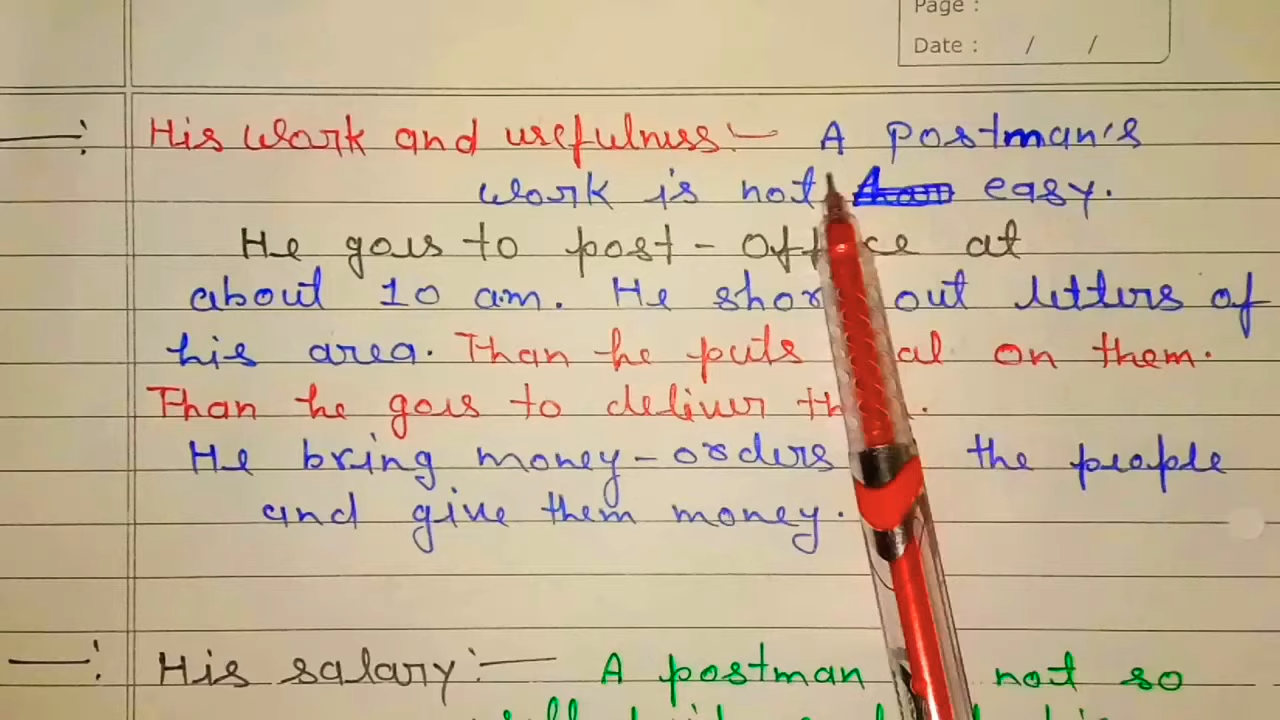 Page :
Date : / /
His work and usefulness :- A postman's
work is not easy.
He goes to post - office at
about 10 am. He short out letters of
his area. Than he puts on them.
Than he goes to deliver
He bring money - orders the people
and give them money.
His salary :- A postman not so